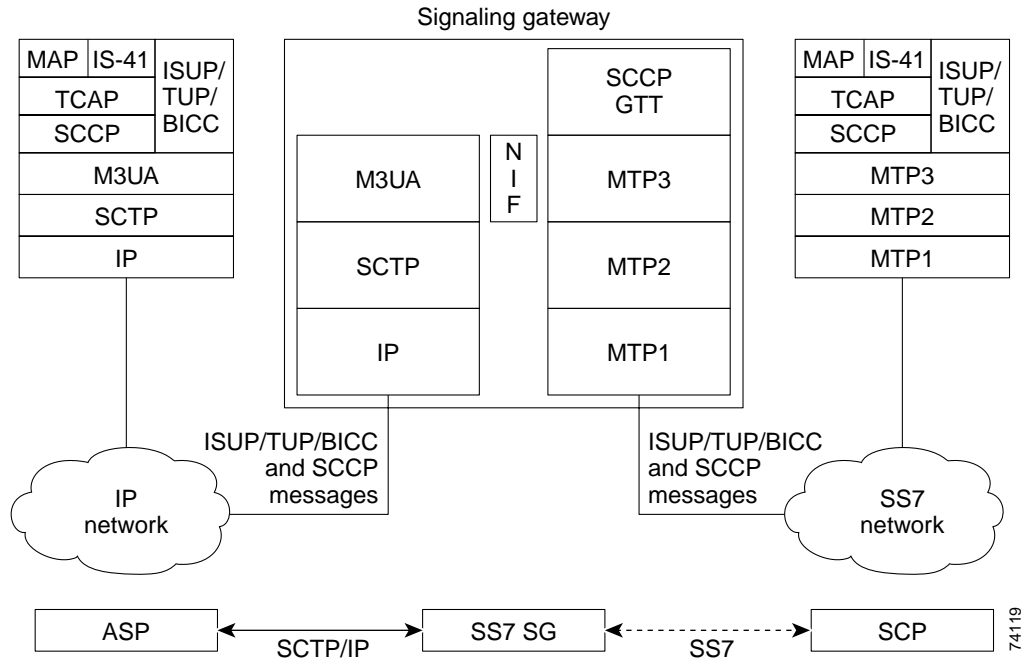 Signaling gateway
MAP
IS-41
ISUP/
TUP/
BICC
TCAP
SCCP
M3UA
SCTP
IP
SCCP
GTT
M3UA
SCTP
IP
N
I
F
MTP3
MTP2
MTP1
MAP
IS-41
ISUP/
TUP/
BICC
TCAP
SCCP
MTP3
MTP2
MTP1
ISUP/TUP/BICC
and SCCP
messages
ISUP/TUP/BICC
and SCCP
messages
IP
network
SS7
network
ASP
SCTP/IP
SS7 SG
SS7
SCP
74119